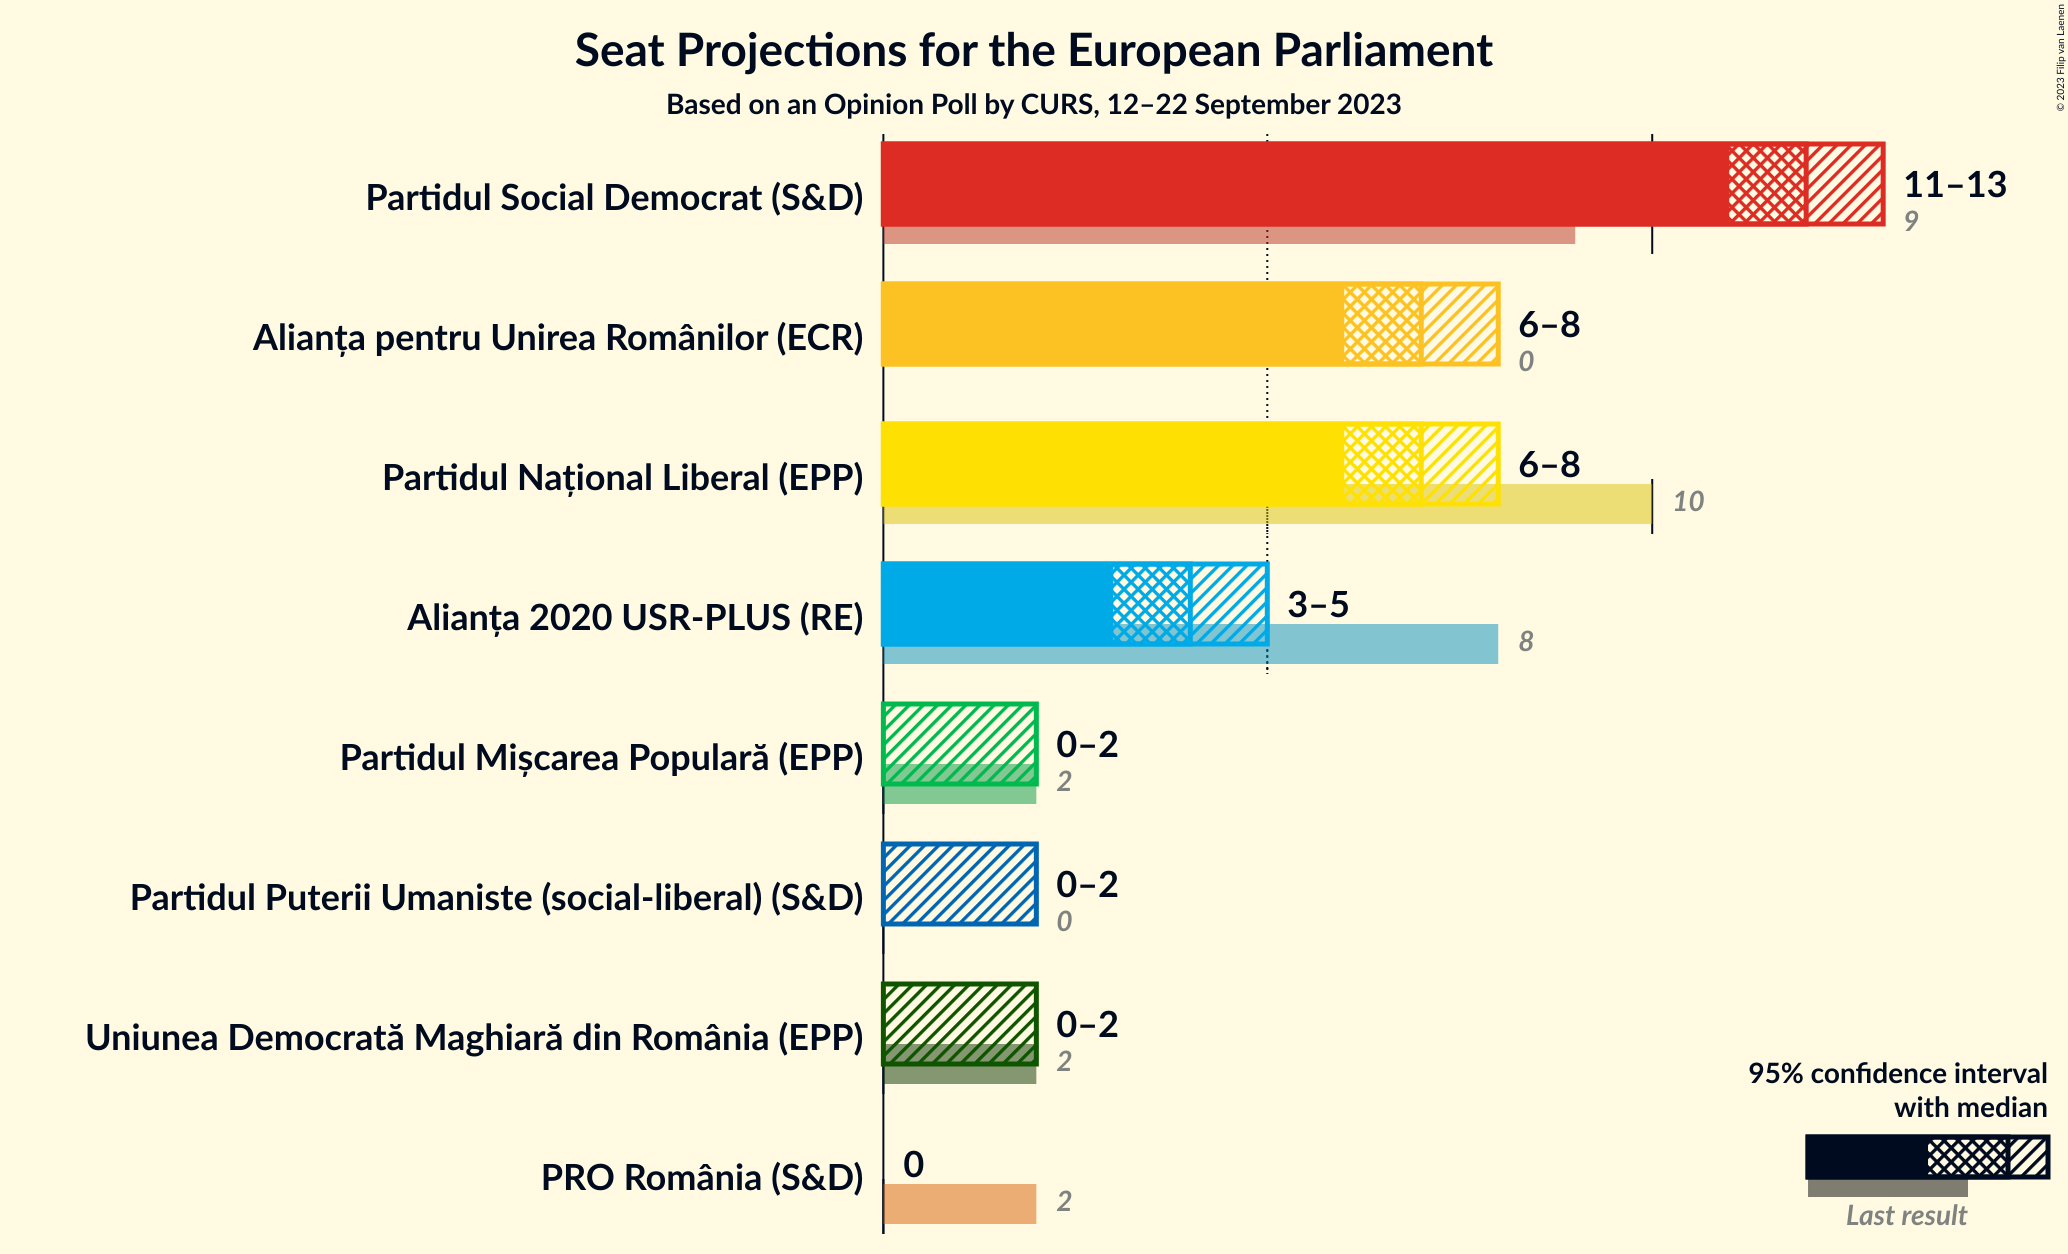 Seat Projections for the European Parliament
Based on an Opinion Poll by CURS, 12–22 September 2023
© 2023 Filip van Laenen
Partidul Social Democrat (S&D)
11–13
9
Alianța pentru Unirea Românilor (ECR)
6–8
0
Partidul Național Liberal (EPP)
6–8
10
Alianța 2020 USR-PLUS (RE)
3–5
8
Partidul Mișcarea Populară (EPP)
0–2
2
Partidul Puterii Umaniste (social-liberal) (S&D)
0–2
0
Uniunea Democrată Maghiară din România (EPP)
0–2
2
PRO România (S&D)
0
2
95% confidence interval
with median
Last result